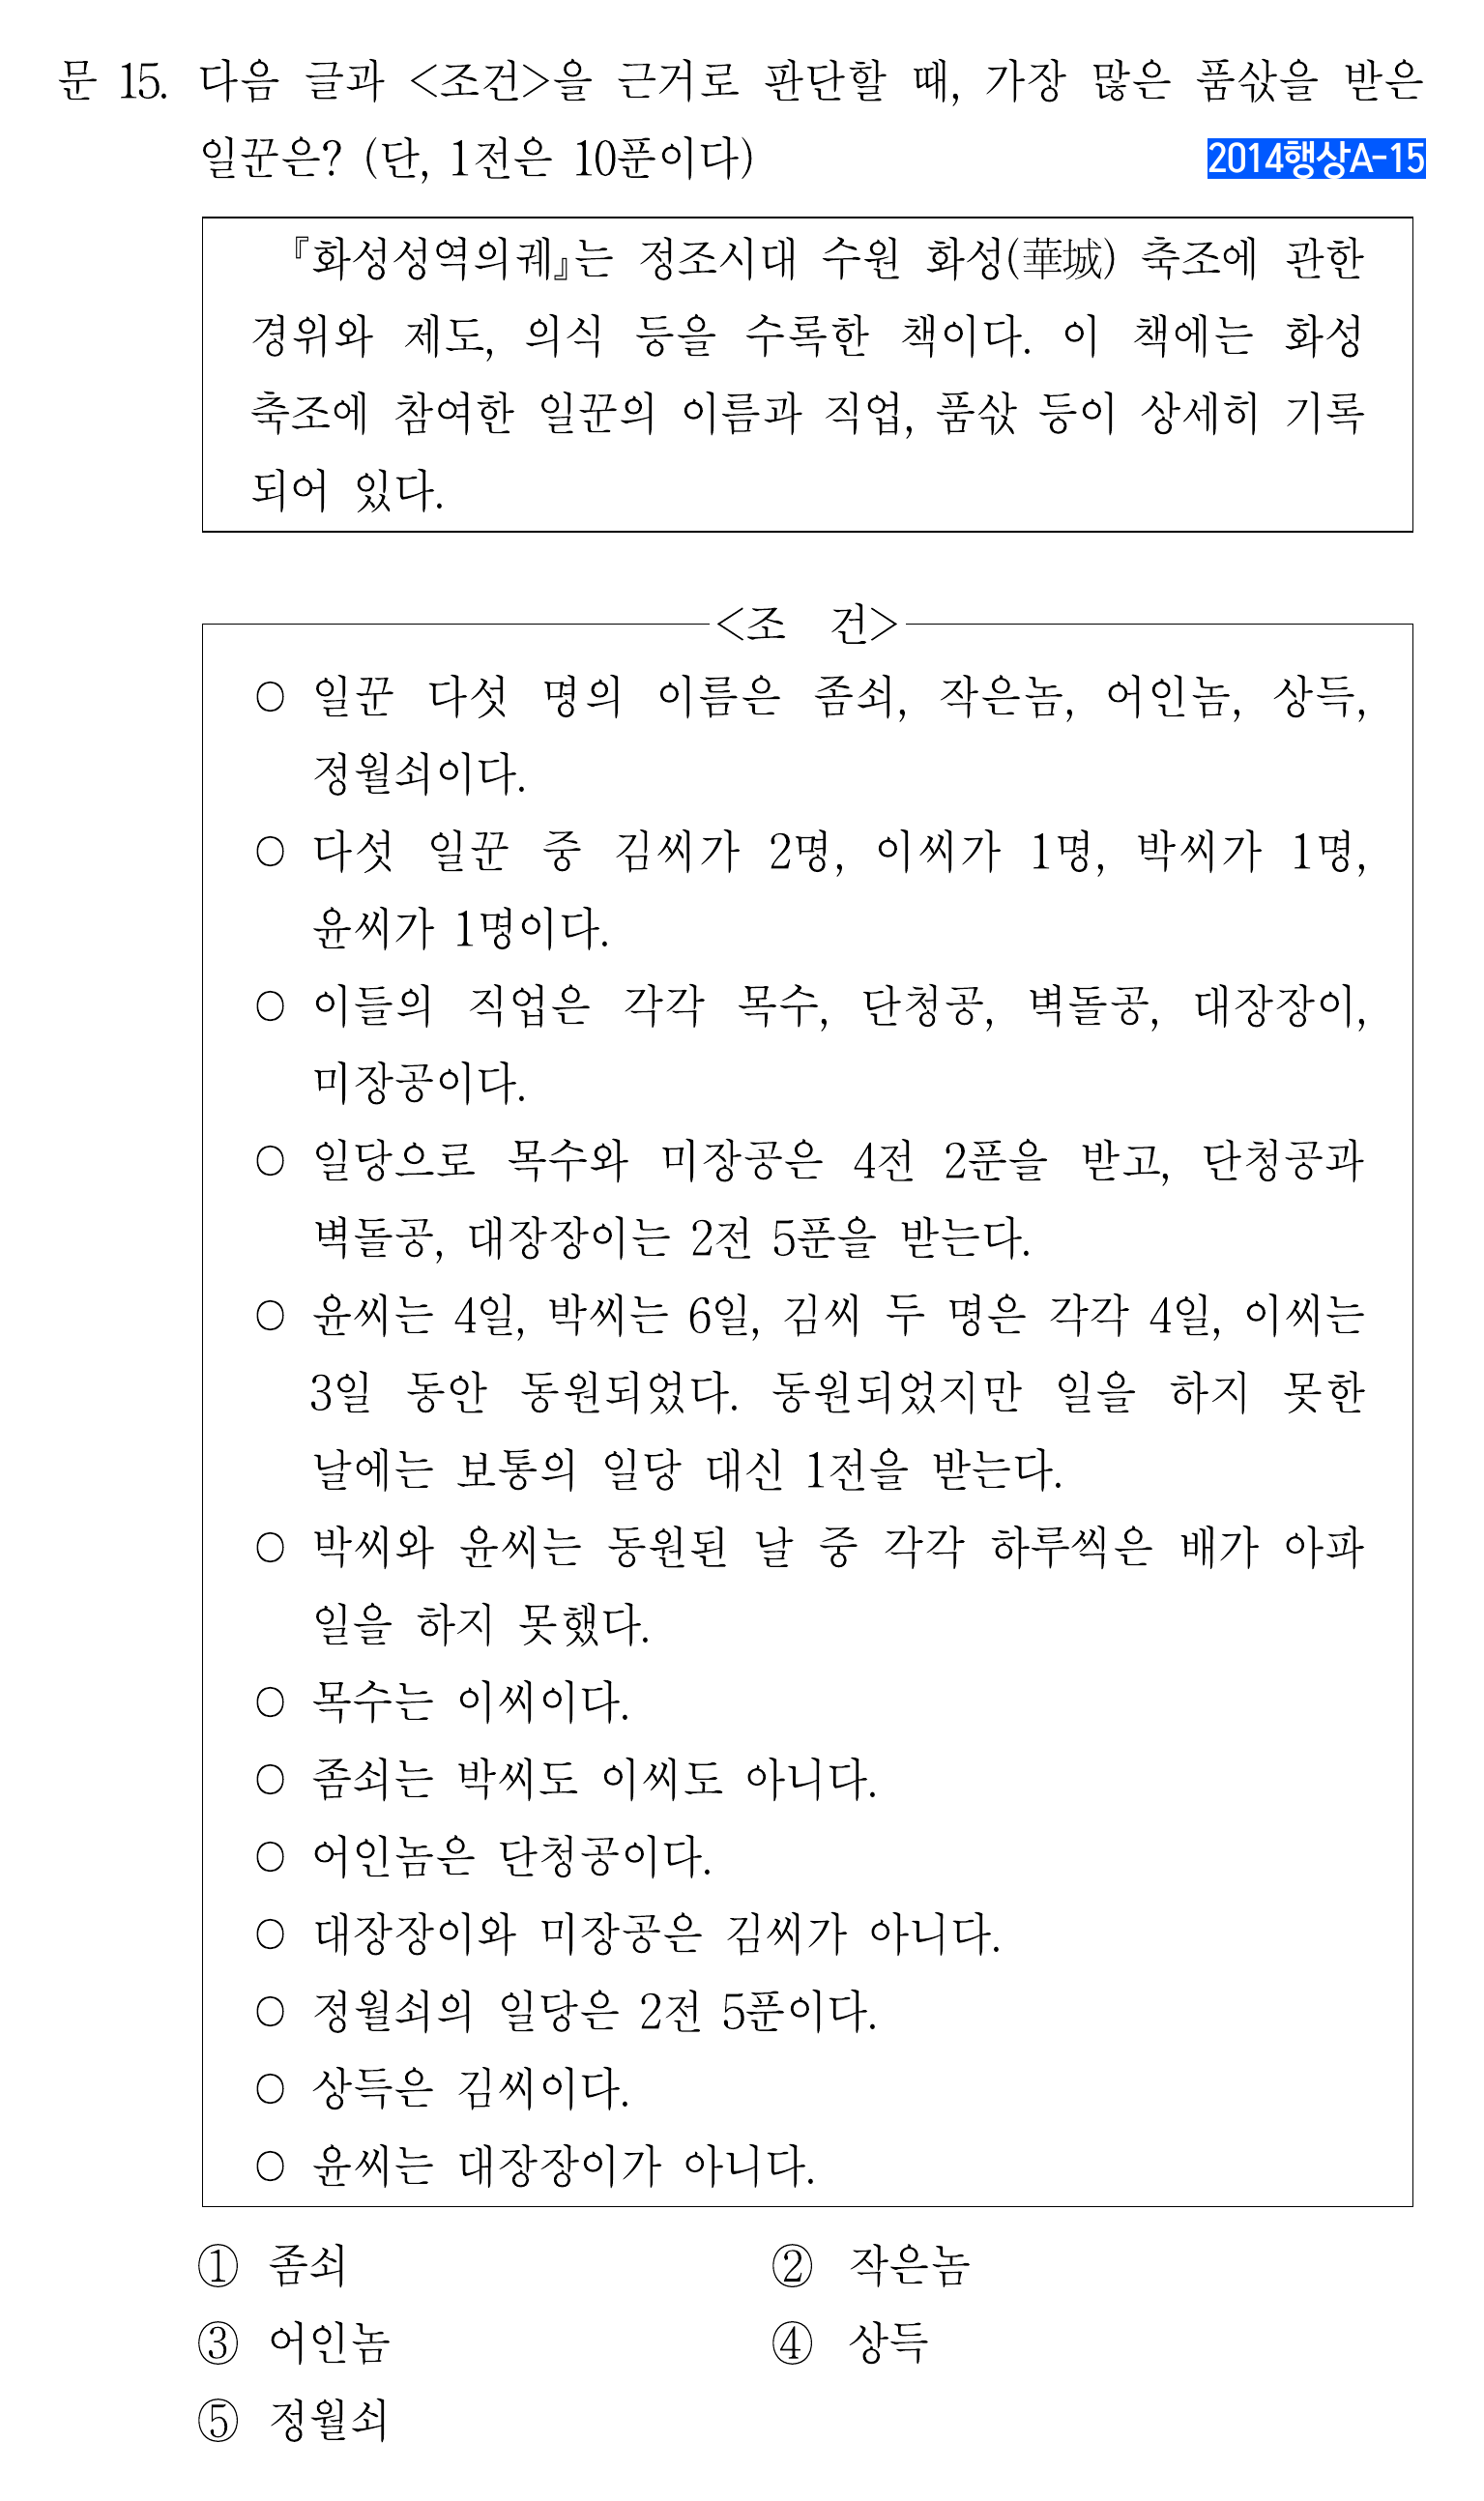 문 15. 다음 글과 <조건>을 근거로 판단할 때, 가장 많은 품삯을 받은
일꾼은? (단, 1전은 10푼이다)
2014행상A-15
『화성성역의궤』는 정조시대 수원 화성(華城) 축조에 관한
경위와 제도, 의식 등을 수록한 책이다. 이 책에는 화성
축조에 참여한 일꾼의 이름과 직업, 품삯 등이 상세히 기록
되어 있다.
<조 건>
○ 일꾼 다섯 명의 이름은 좀쇠, 작은놈, 어인놈, 상득,
정월쇠이다.
○ 다섯 일꾼 중 김씨가 2명, 이씨가 1명, 박씨가 1명,
윤씨가 1명이다.
○ 이들의 직업은 각각 목수, 단청공, 벽돌공, 대장장이,
미장공이다.
○ 일당으로 목수와 미장공은 4전 2푼을 받고, 단청공과
벽돌공, 대장장이는 2전 5푼을 받는다.
○ 윤씨는 4일, 박씨는 6일, 김씨 두 명은 각각 4일, 이씨는
3일 동안 동원되었다. 동원되었지만 일을 하지 못한
날에는 보통의 일당 대신 1전을 받는다.
○ 박씨와 윤씨는 동원된 날 중 각각 하루씩은 배가 아파
일을 하지 못했다.
○ 목수는 이씨이다.
○ 좀쇠는 박씨도 이씨도 아니다.
○ 어인놈은 단청공이다.
○ 대장장이와 미장공은 김씨가 아니다.
○ 정월쇠의 일당은 2전 5푼이다.
○ 상득은 김씨이다.
○ 윤씨는 대장장이가 아니다.
① 좀쇠 ② 작은놈
③ 어인놈 ④ 상득
⑤ 정월쇠